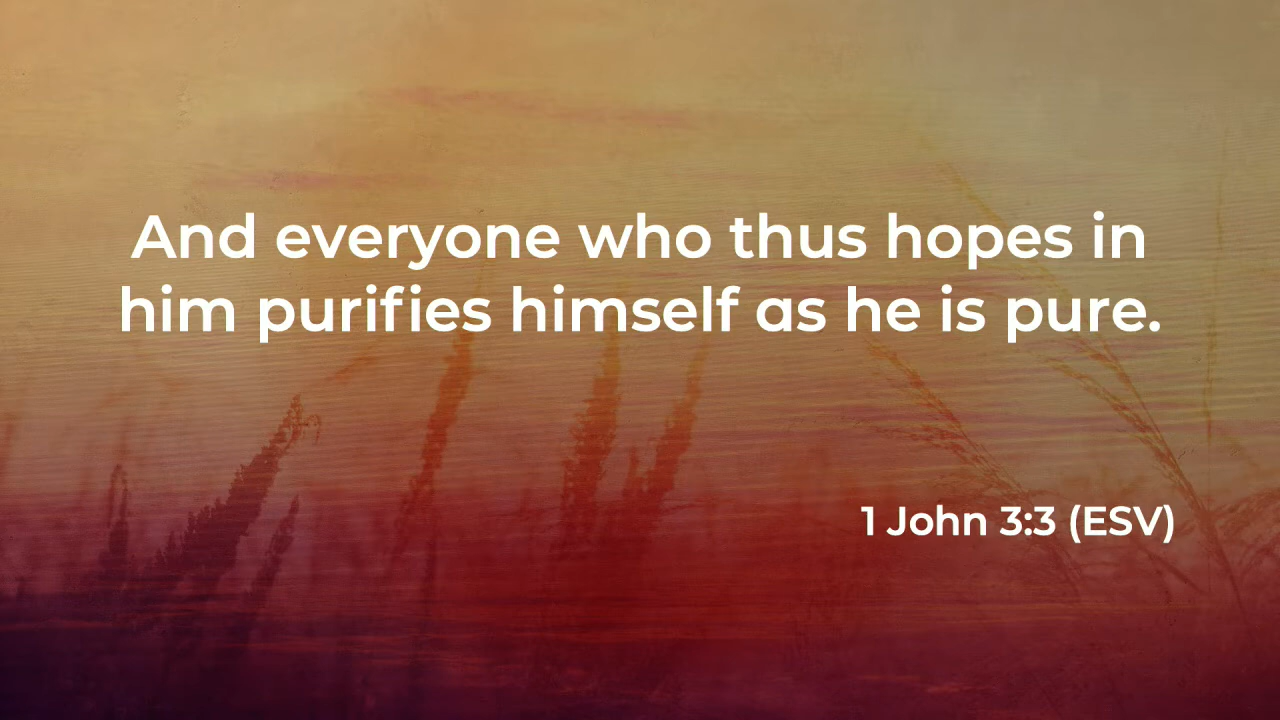 And everyone who thus hopes in
him purifies himself as he is pure.
1 John 3:3 (ESV)